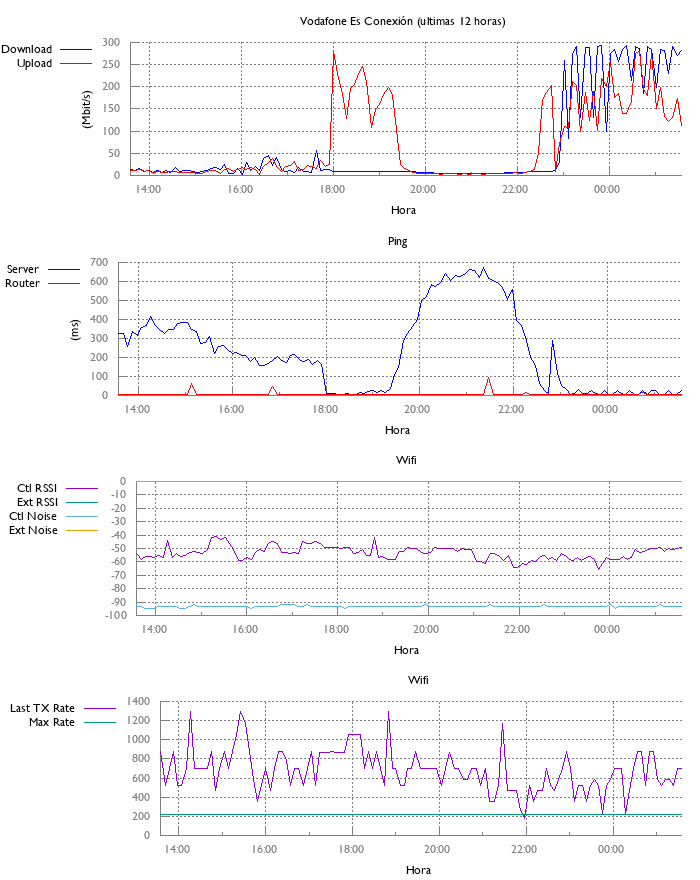 Vodafone Es Conexión (ultimas 12 horas)
Download
Upload
(Mbit/s)
300
250
200
150
100
50
0
14:00 16:00 18:00 20:00 22:00 00:00
Hora
Ping
Server
Router
(ms)
700
600
500
400
300
200
100
0
14:00 16:00 18:00 20:00 22:00 00:00
Hora
Wifi
Ctl RSSI
Ext RSSI
Ctl Noise
Ext Noise
0
-10
-20
-30
-40
-50
-60
-70
-80
-90
-100
14:00 16:00 18:00 20:00 22:00 00:00
Hora
Wifi
Last TX Rate
Max Rate
1400
1200
1000
800
600
400
200
0
14:00 16:00 18:00 20:00 22:00 00:00
Hora